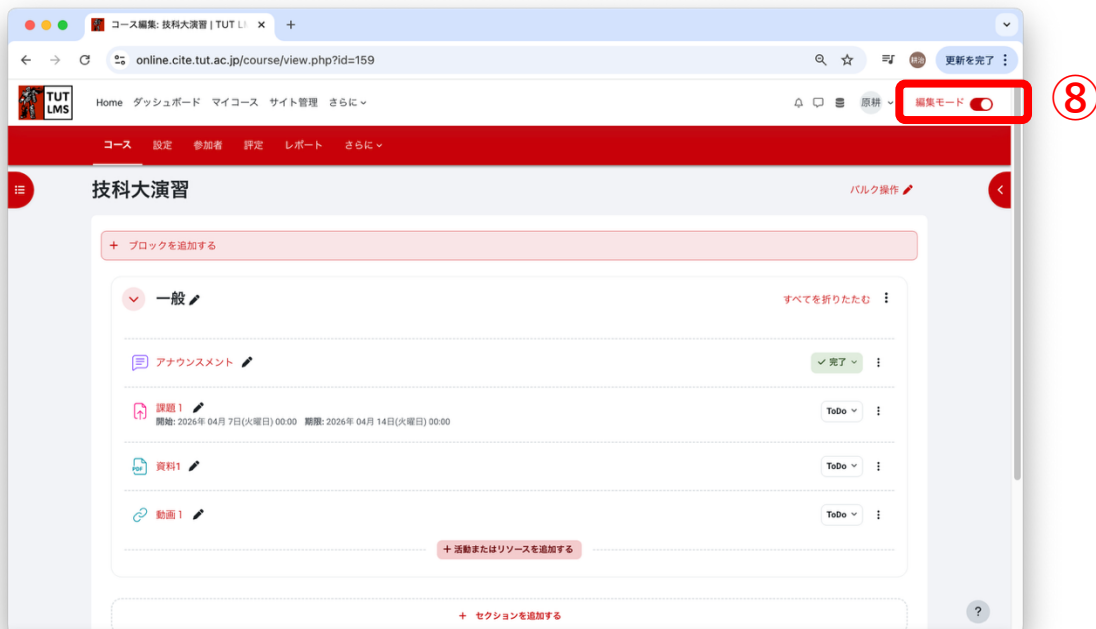 コース編集: 技科大演習 | TUT L
online.cite.tut.ac.jp/course/view.php?id=159
耕治
更新を完了
TUT LMS
Home ダッシュボード マイコース サイト管理 さらに
原耕
編集モード
⑧
コース 設定 参加者 評定 レポート さらに
技科大演習
バルク操作
+ ブロックを追加する
一般
すべてを折りたたむ
アナウンスメント
✓ 完了
課題 1
ToDo
開始: 2026年 04月 7日(火曜日) 00:00 期限: 2026年 04月 14日(火曜日) 00:00
PDF
資料1
ToDo
動画 1
ToDo
+ 活動またはリソースを追加する
+ セクションを追加する
?